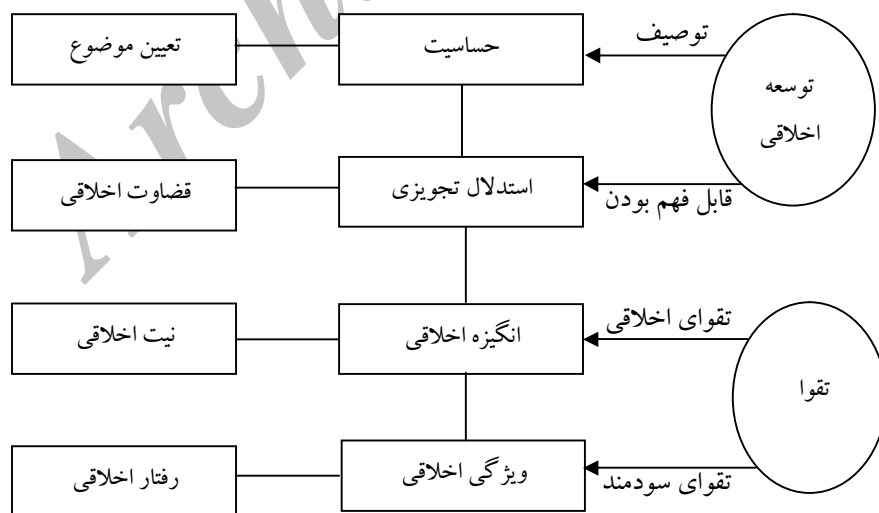 توسعه
اخلاقی
توصیف
حساسیت
تعیین موضوع
قابل فهم بودن
استدلال تجویزی
قضاوت اخلاقی
تقوا
تقوای اخلاقی
انگیزه اخلاقی
نیت اخلاقی
تقوای سودمند
ویژگی اخلاقی
رفتار اخلاقی